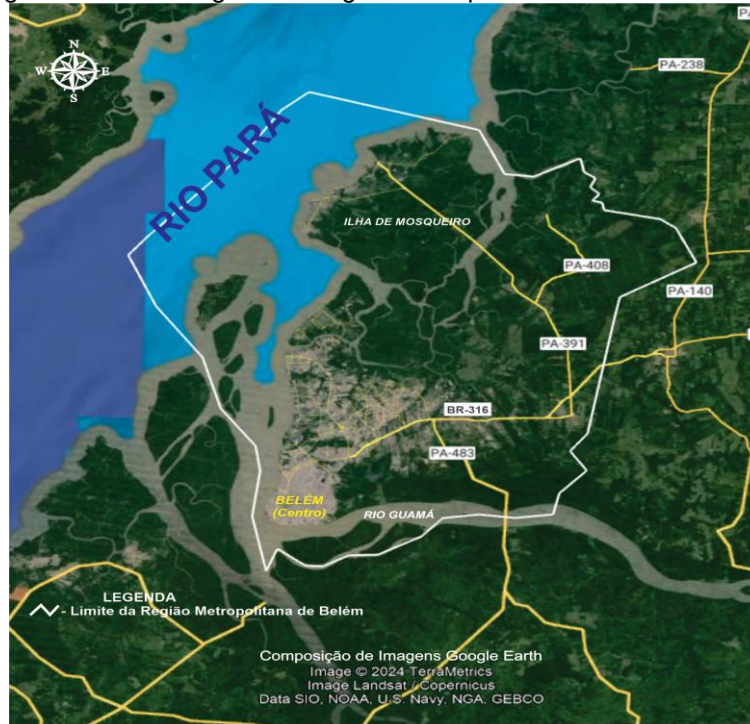 N
W E
S
PA-238
RIO PARÁ
ILHA DE MOSQUEIRO
PA-408
PA-140
PA-391
BR-316
PA-483
BELÉM
(Centro)
RIO GUAMÁ
LEGENDA
- Limite da Região Metropolitana de Belém
Composição de Imagens Google Earth
Image © 2024 TerraMetrics
Image Landsat / Copernicus
Data SIO, NOAA, U.S. Navy, NGA, GEBCO